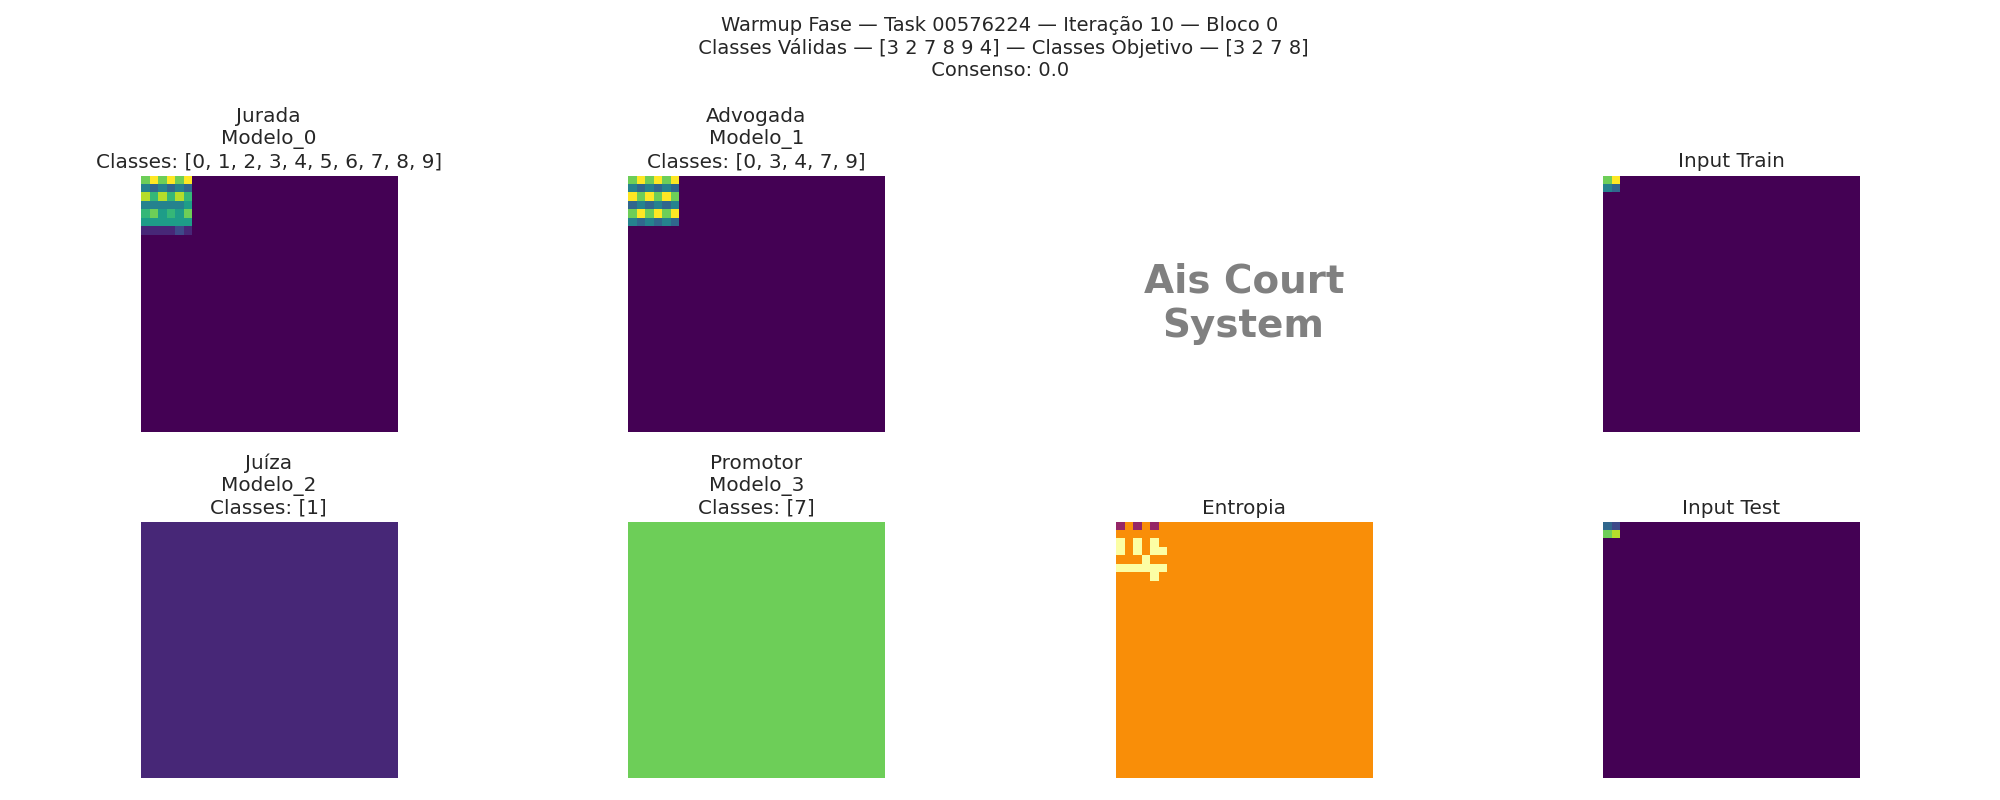 Warmup Fase — Task 00576224 — Iteração 10 — Bloco 0
Classes Válidas — [3 2 7 8 9 4] — Classes Objetivo — [3 2 7 8]
Consenso: 0.0
Jurada
Modelo_0
Classes: [0, 1, 2, 3, 4, 5, 6, 7, 8, 9]
Advogada
Modelo_1
Classes: [0, 3, 4, 7, 9]
Ais Court
System
Input Train
Juíza
Modelo_2
Classes: [1]
Promotor
Modelo_3
Classes: [7]
Entropia
Input Test